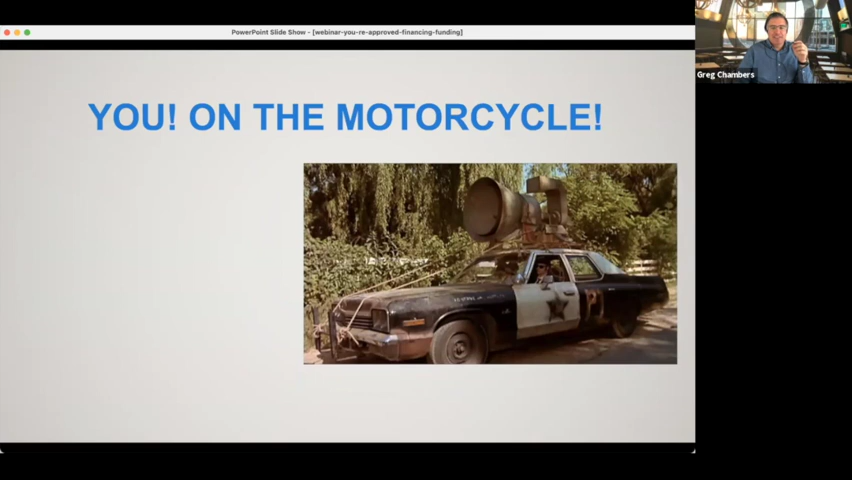 PowerPoint Slide Show - [webinar-you-re-approved-financing-funding]
Greg Chambers
YOU! ON THE MOTORCYCLE!